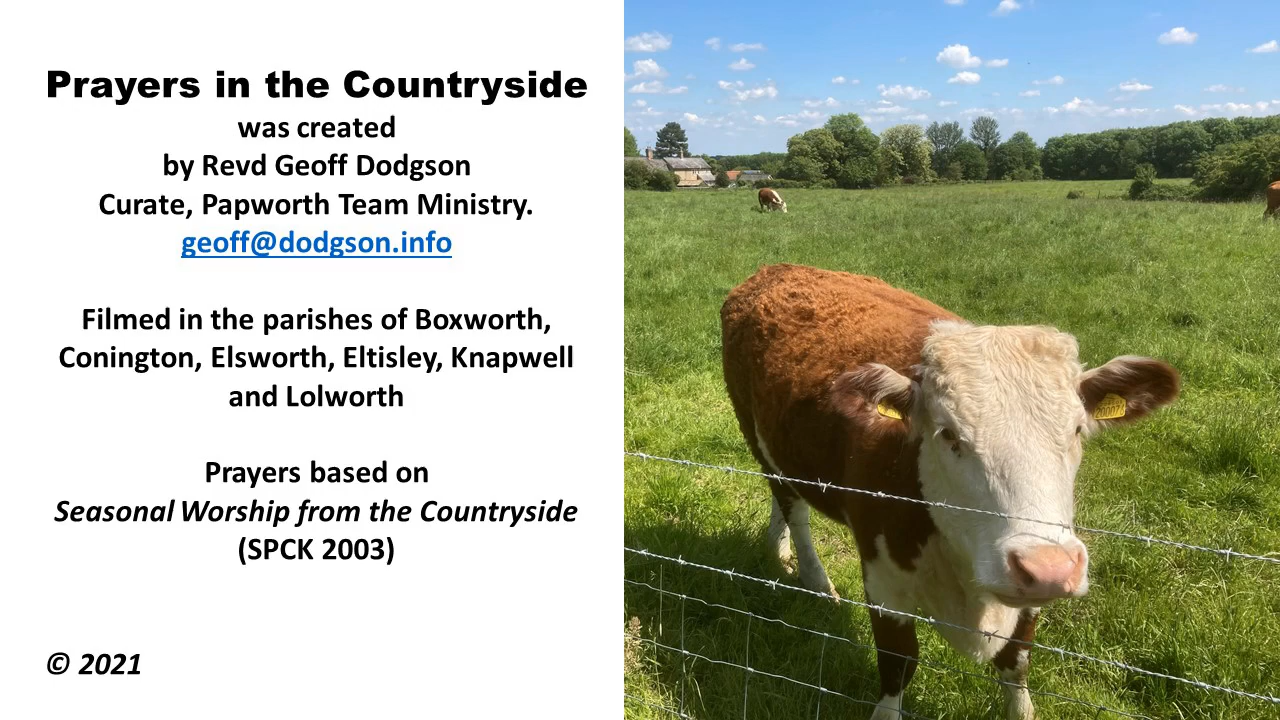 Prayers in the Countryside
was created
by Revd Geoff Dodgson
Curate, Papworth Team Ministry.
geoff@dodgson.info
Filmed in the parishes of Boxworth,
Conington, Elsworth, Eltisley, Knapwell
and Lolworth
Prayers based on
Seasonal Worship from the Countryside
(SPCK 2003)
© 2021